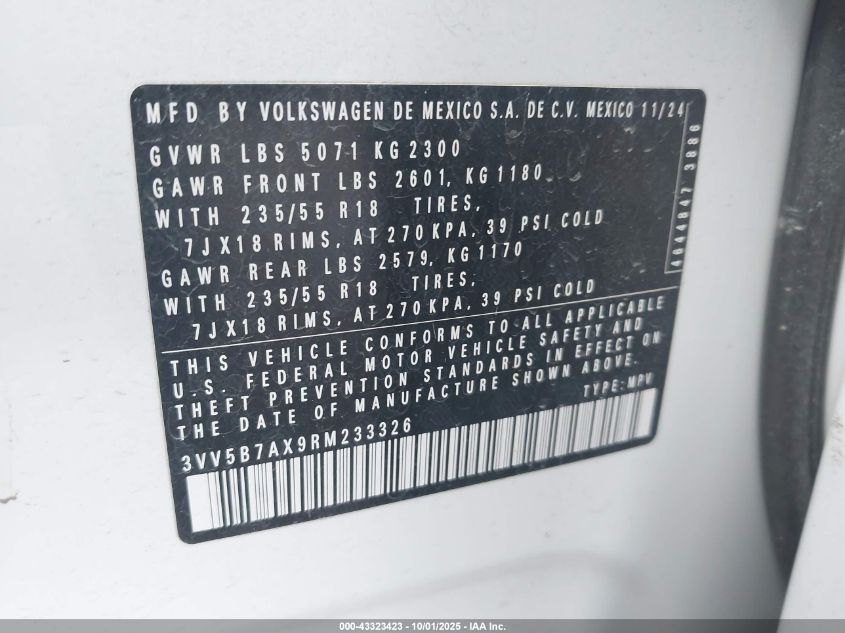 MFD BY VOLKSWAGEN DE MEXICO S.A. DE C.V. MEXICO 11/24
GVWR LBS 5071 KG 2300
GAWR FRONT LBS 2601, KG 1180
WITH 235/55 R18 TIRES,
7JX18 RIMS, AT 270 KPA, 39 PSI COLD
GAWR REAR LBS 2579, KG 1170
WITH 235/55 R18 TIRES,
7JX18 RIMS, AT 270 KPA, 39 PSI COLD
4044847 3886
THIS VEHICLE CONFORMS TO ALL APPLICABLE
U.S. FEDERAL MOTOR VEHICLE SAFETY AND
THEFT PREVENTION STANDARDS IN EFFECT ON
THE DATE OF MANUFACTURE SHOWN ABOVE.
TYPE: MPV
3VV5B7AX9RM233326
000-43323423 - 10/01/2025 - IAA Inc.